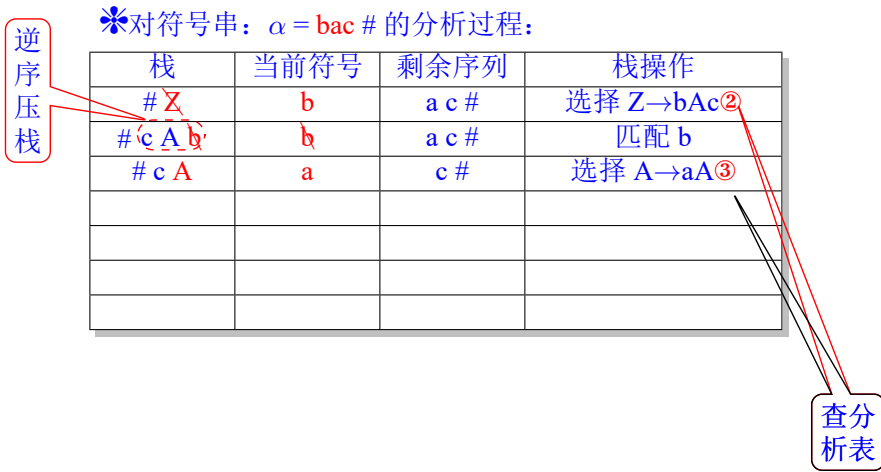 ❋对符号串：α = bac # 的分析过程：
逆序压栈
栈 当前符号 剩余序列 栈操作
# Z b a c # 选择 Z→bAc②
# c A b b a c # 匹配 b
# c A a c # 选择 A→aA③
查分
析表